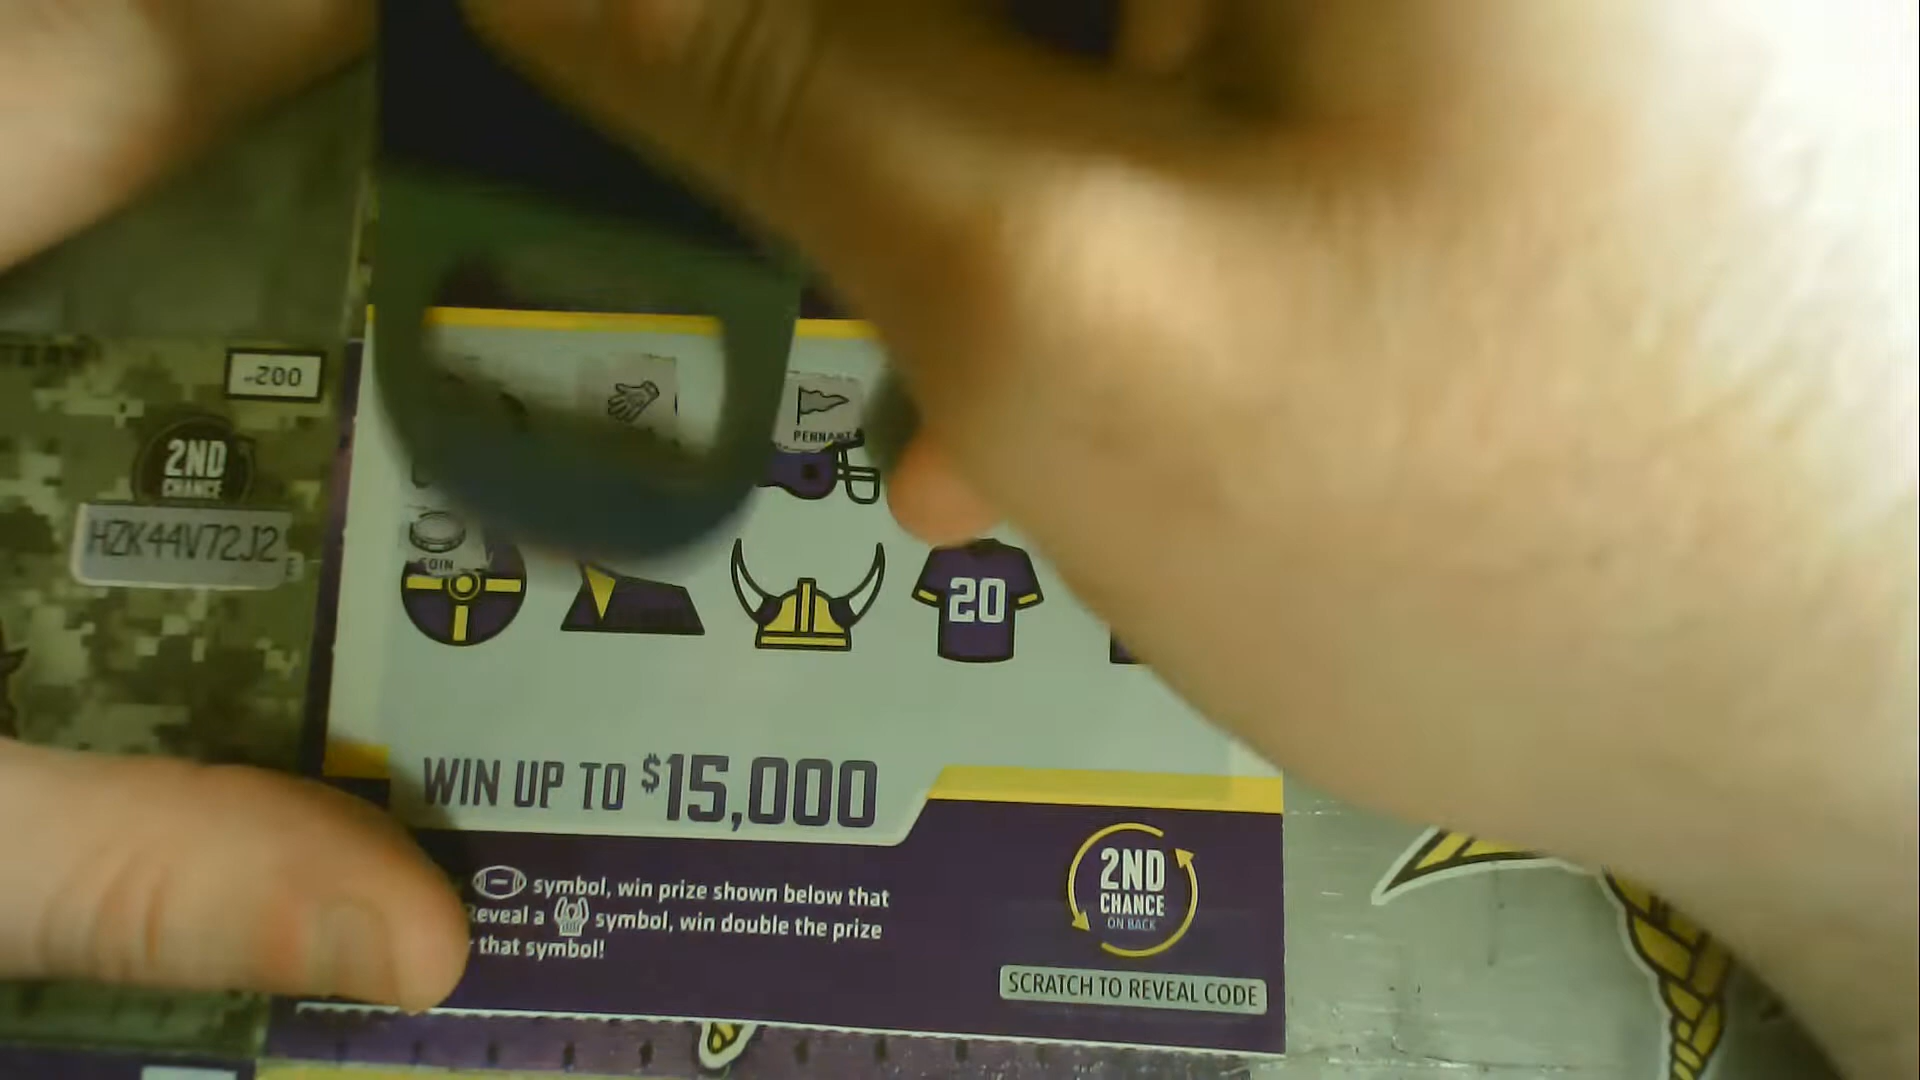 -200
2ND
CHANCE
HZK44V72J2
PENNANT
COIN
20
WIN UP TO $15,000
symbol, win prize shown below that
Reveal a symbol, win double the prize
that symbol!
2ND
CHANCE
ON BACK
SCRATCH TO REVEAL CODE